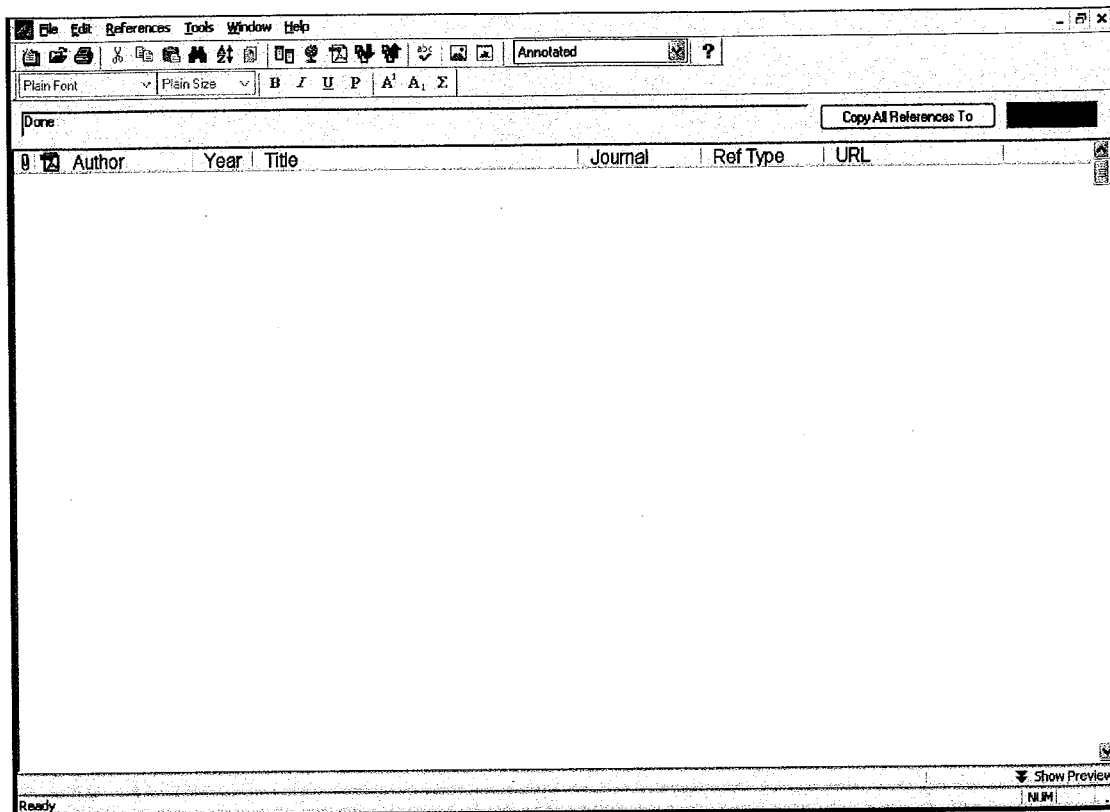 File Edit References Tools Window Help
Annotated ?
Plain Font Plain Size B I U P A¹ A₁ Σ
Done Copy All References To
Author Year Title Journal Ref Type URL
Show Preview
Ready NUM